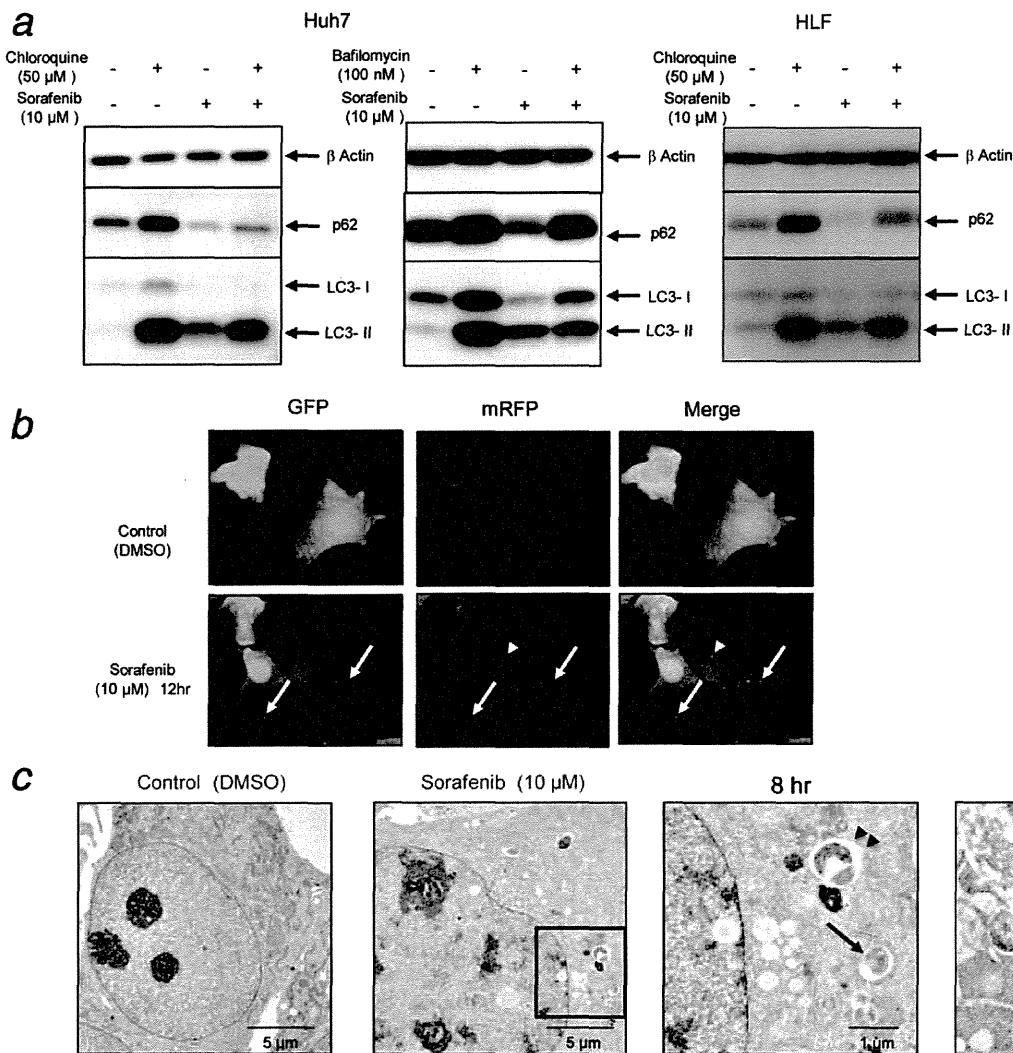 a
Huh7
HLF
Chloroquine
(50 µM )
- + - +
Sorafenib
(10 µM )
- - + +
β Actin
p62
LC3- I
LC3- II
Bafilomycin
(100 nM )
- + - +
Sorafenib
(10 µM )
- - + +
β Actin
p62
LC3- I
LC3- II
Chloroquine
(50 µM )
- + - +
Sorafenib
(10 µM )
- - + +
β Actin
p62
LC3- I
LC3- II
b
GFP
mRFP
Merge
Control
(DMSO)
Sorafenib
(10 µM) 12hr
c
Control (DMSO)
Sorafenib (10 µM)
8 hr
5 µm
5 µm
1 µm